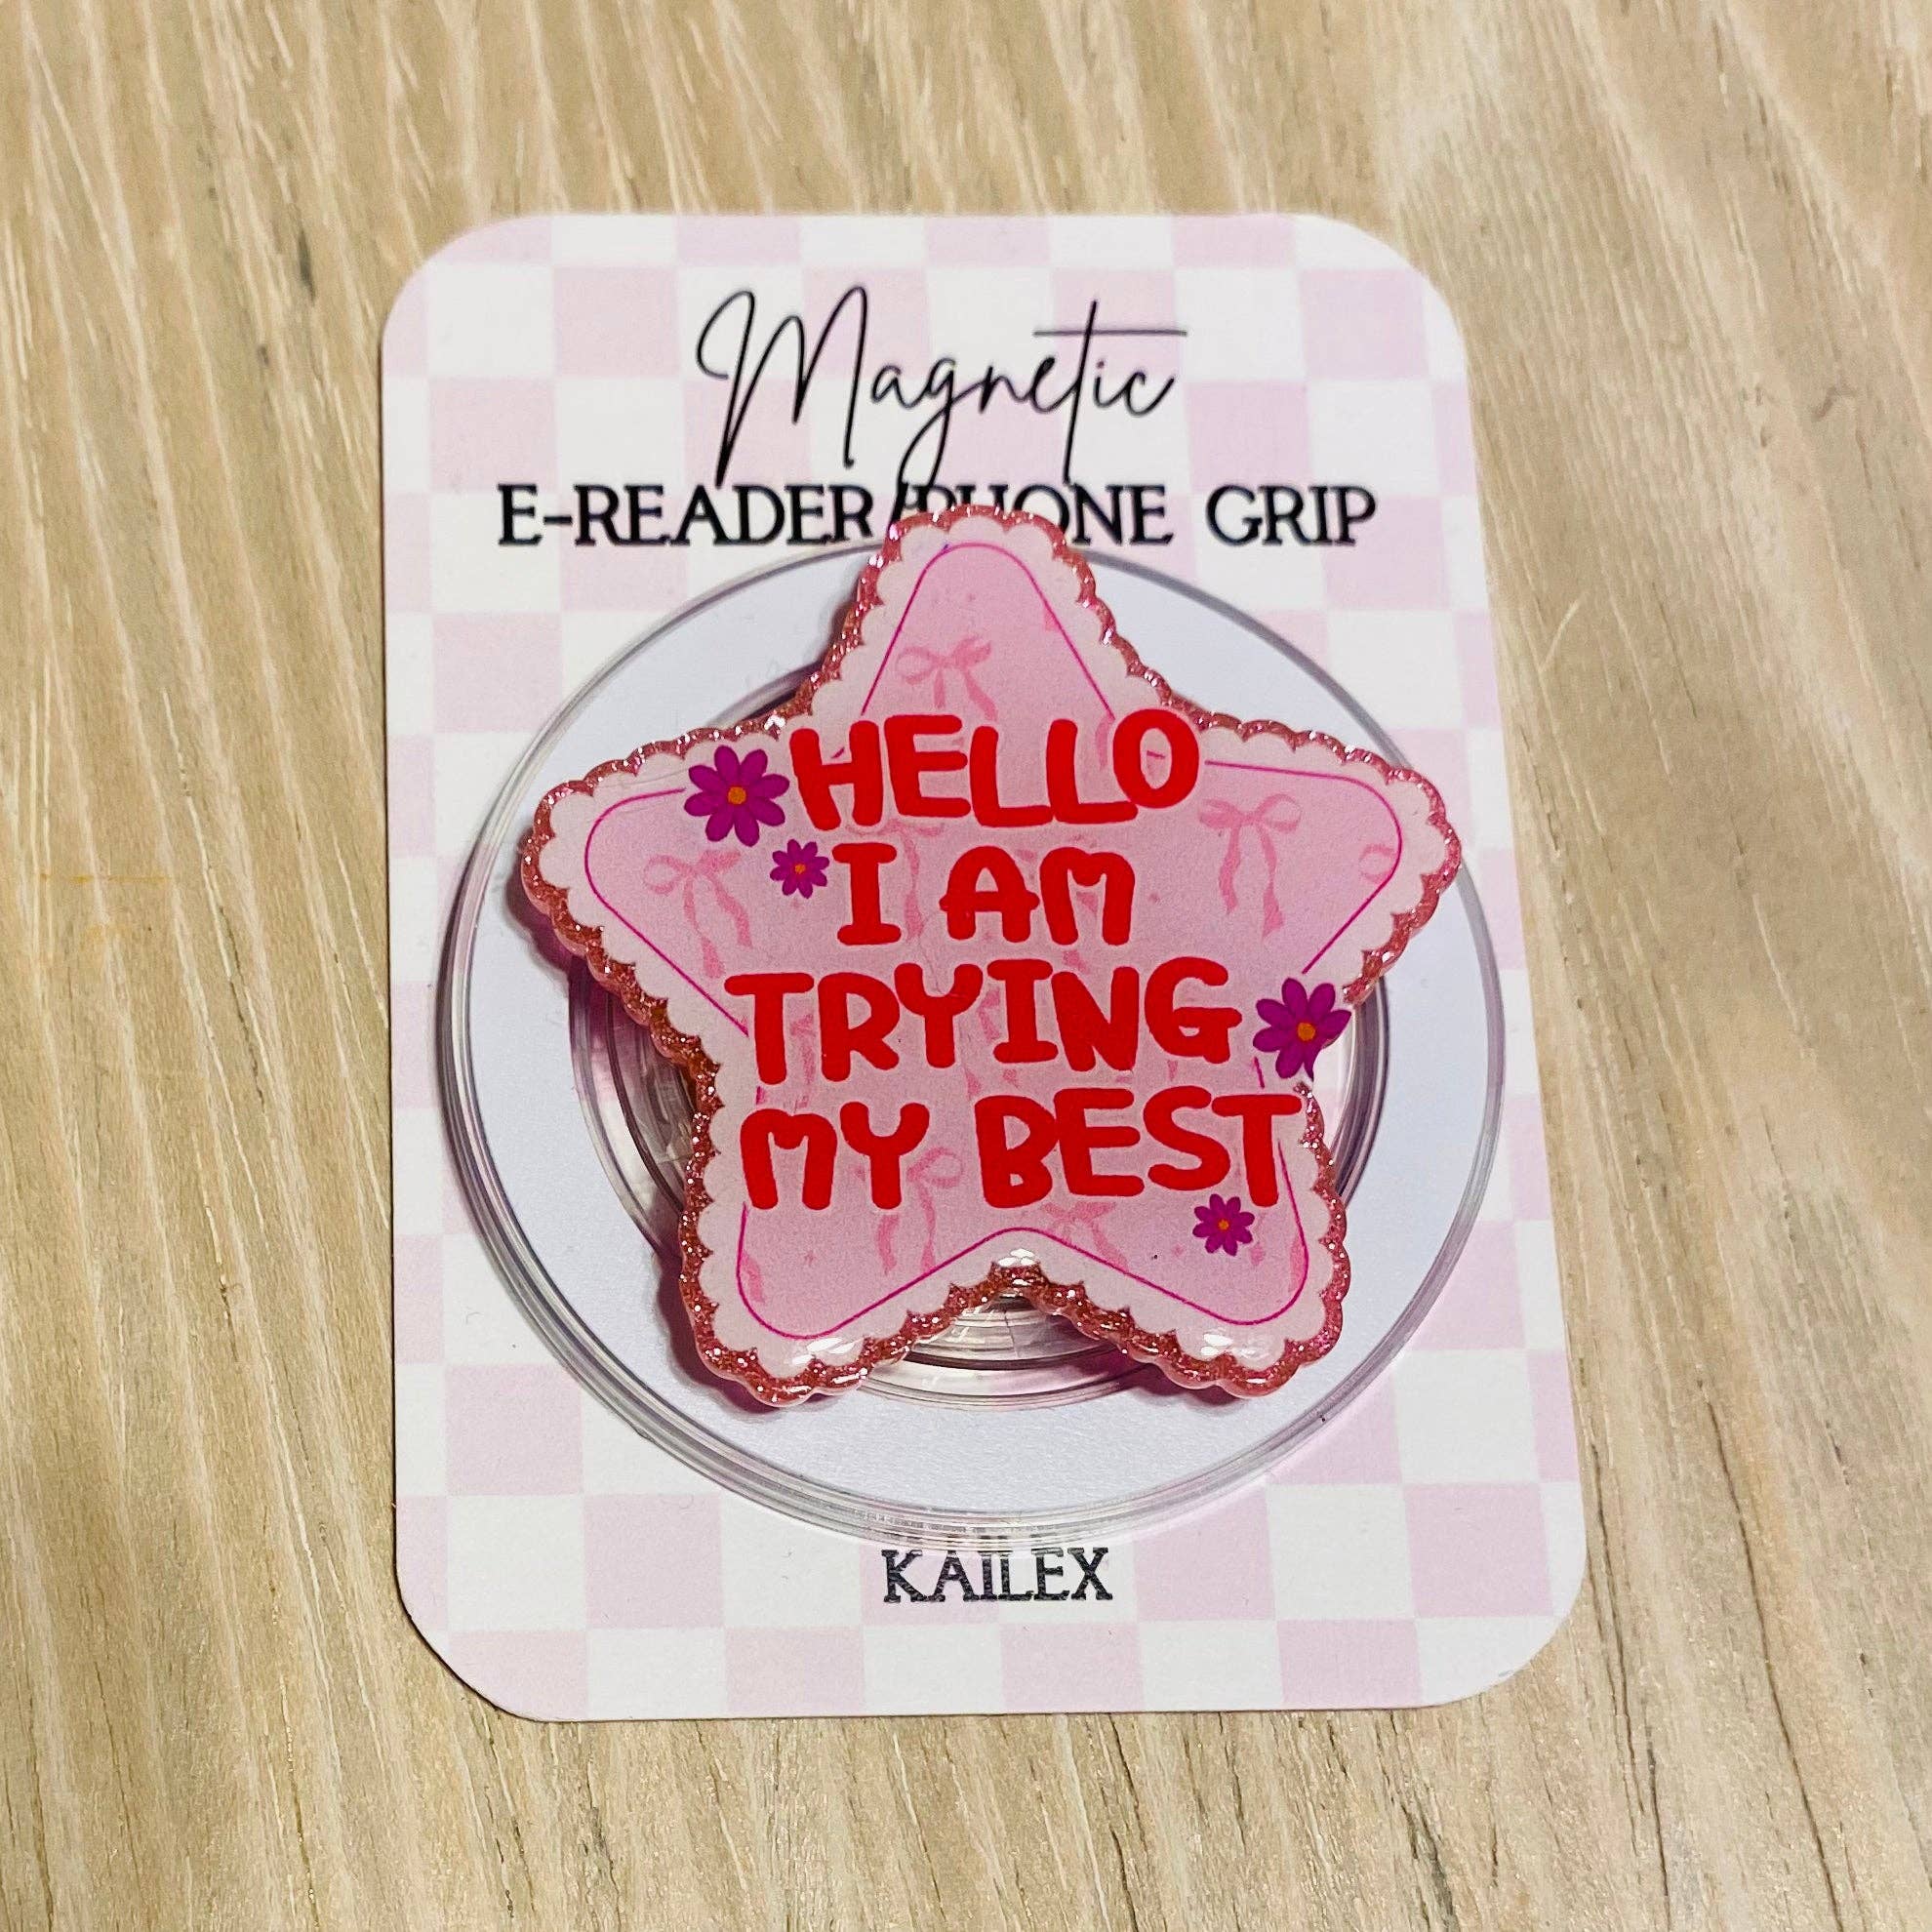 Magnetic
E-READER/PHONE GRIP
HELLO
I AM
TRYING
MY BEST
KAILEX